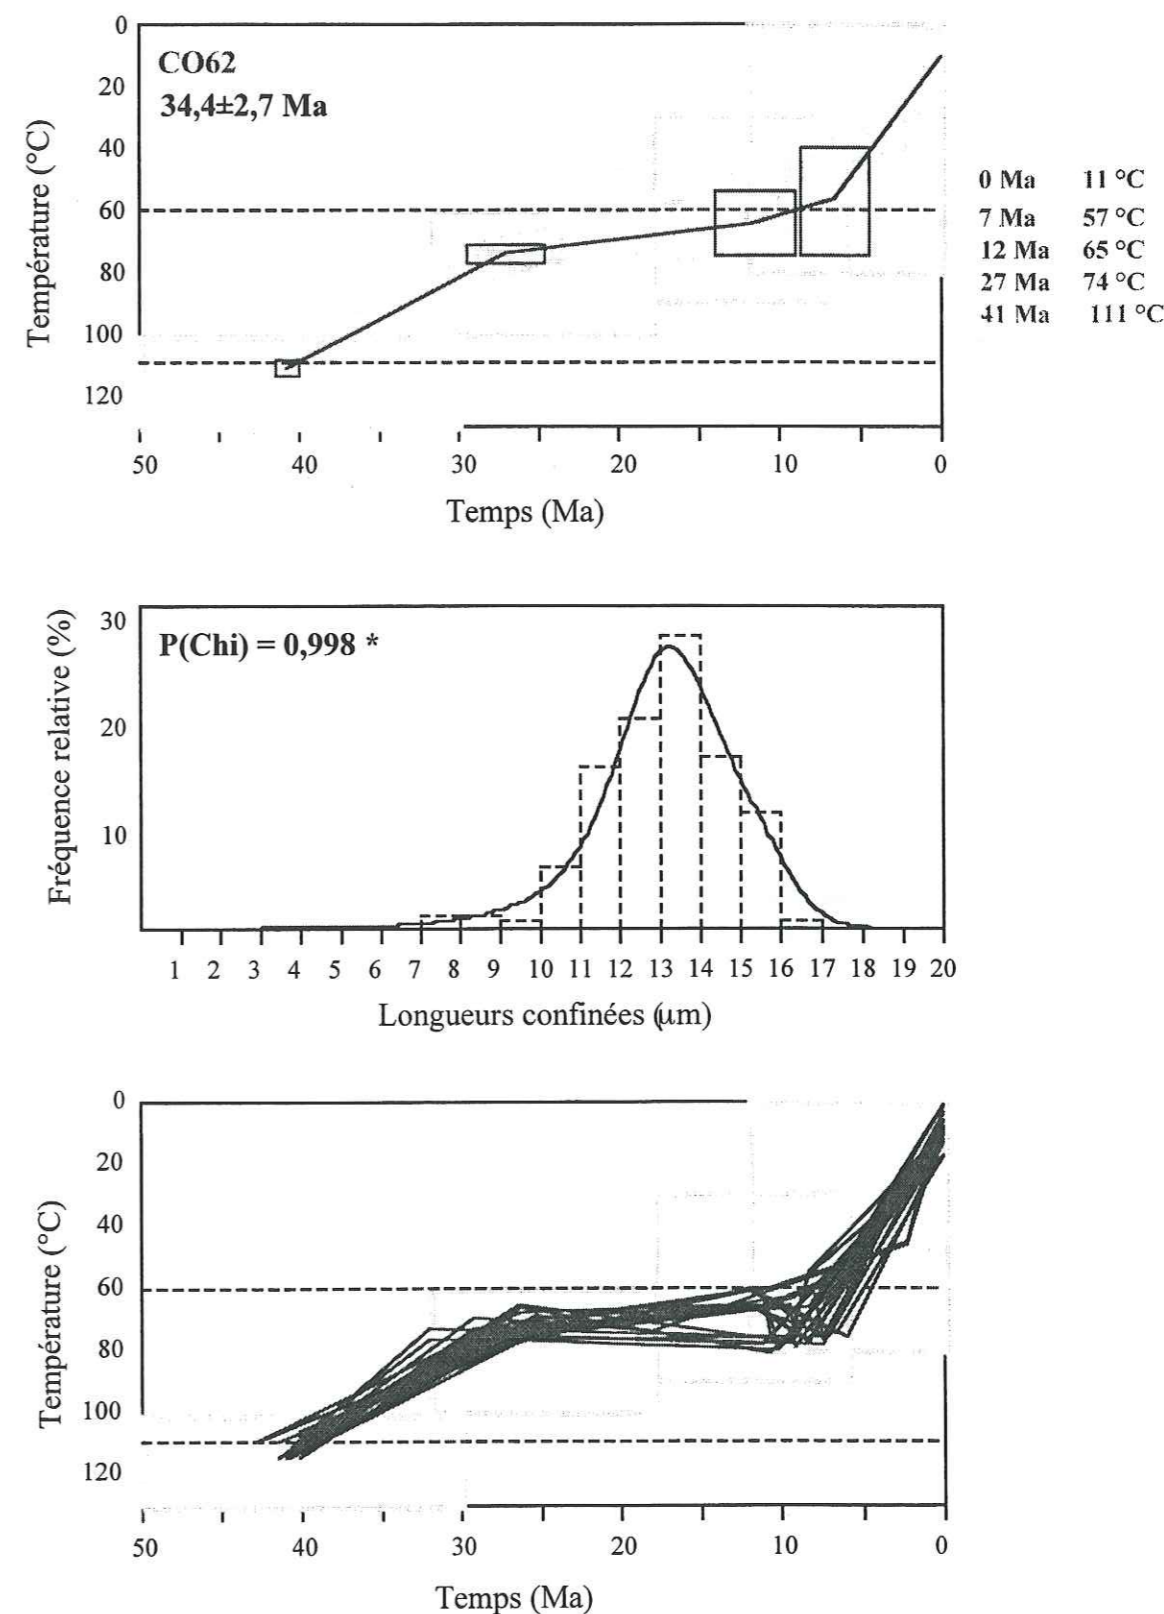 0
CO62
20
34,4±2,7 Ma
40
60
80
100
120
Température (°C)
0 Ma 11 °C
7 Ma 57 °C
12 Ma 65 °C
27 Ma 74 °C
41 Ma 111 °C
50 40 30 20 10 0
Temps (Ma)
30
P(Chi) = 0,998 *
20
10
Fréquence relative (%)
1 2 3 4 5 6 7 8 9 10 11 12 13 14 15 16 17 18 19 20
Longueurs confinées (µm)
0
20
40
60
80
100
120
Température (°C)
50 40 30 20 10 0
Temps (Ma)